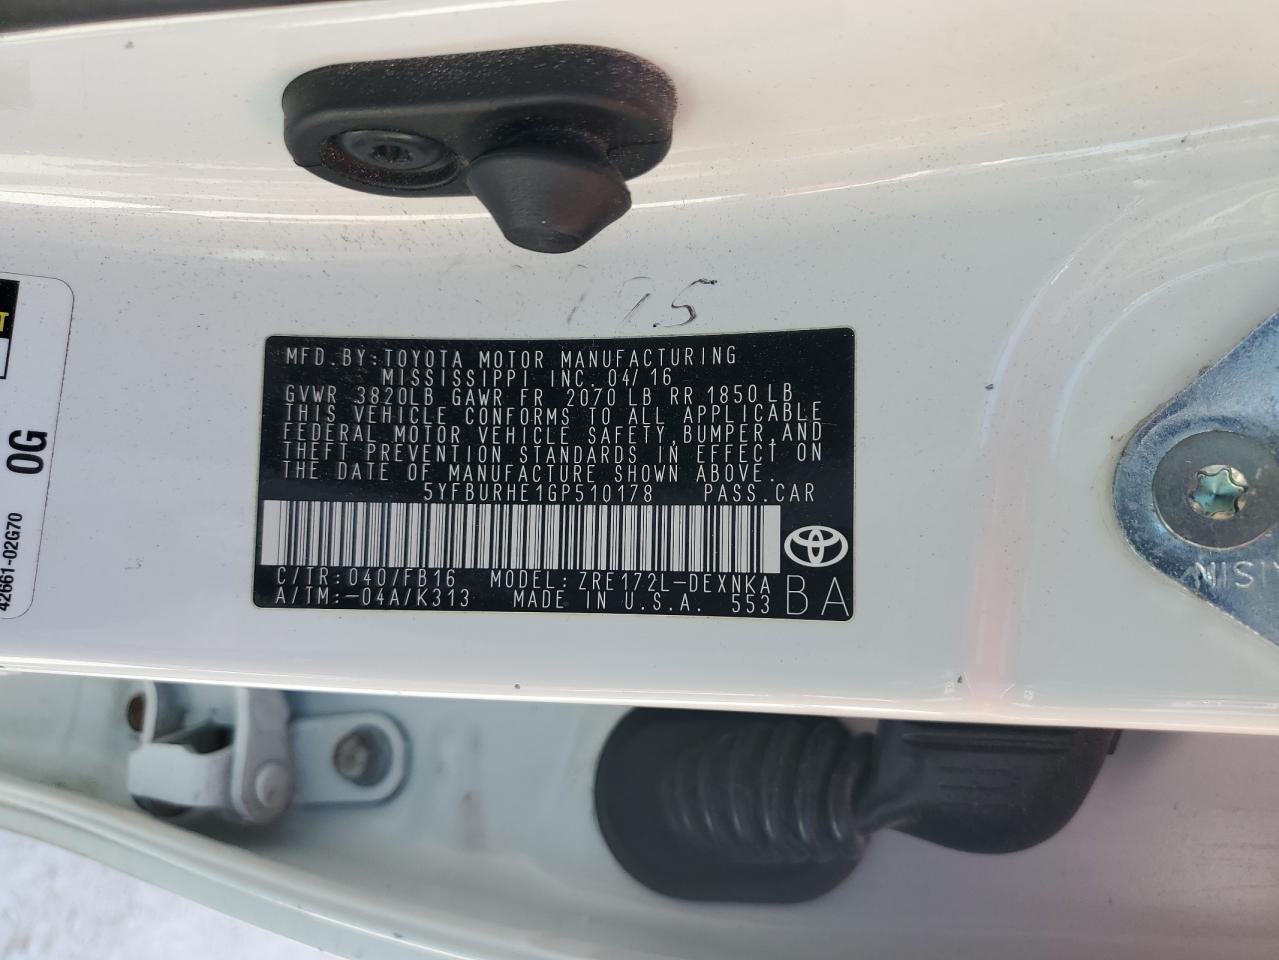 175
MFD.BY:TOYOTA MOTOR MANUFACTURING
MISSISSIPPI INC.04/16
GVWR 3820LB GAWR FR 2070 LB RR 1850 LB
THIS VEHICLE CONFORMS TO ALL APPLICABLE
FEDERAL MOTOR VEHICLE SAFETY,BUMPER,AND
THEFT PREVENTION STANDARDS IN EFFECT ON
THE DATE OF MANUFACTURE SHOWN ABOVE.
5YFBURHE1GP510178 PASS.CAR
C/TR:040/FB16 MODEL:ZRE172L-DEXNKA
A/TM:-04A/K313 MADE IN U.S.A. 553 BA
0G
42661-02G70
AISIN